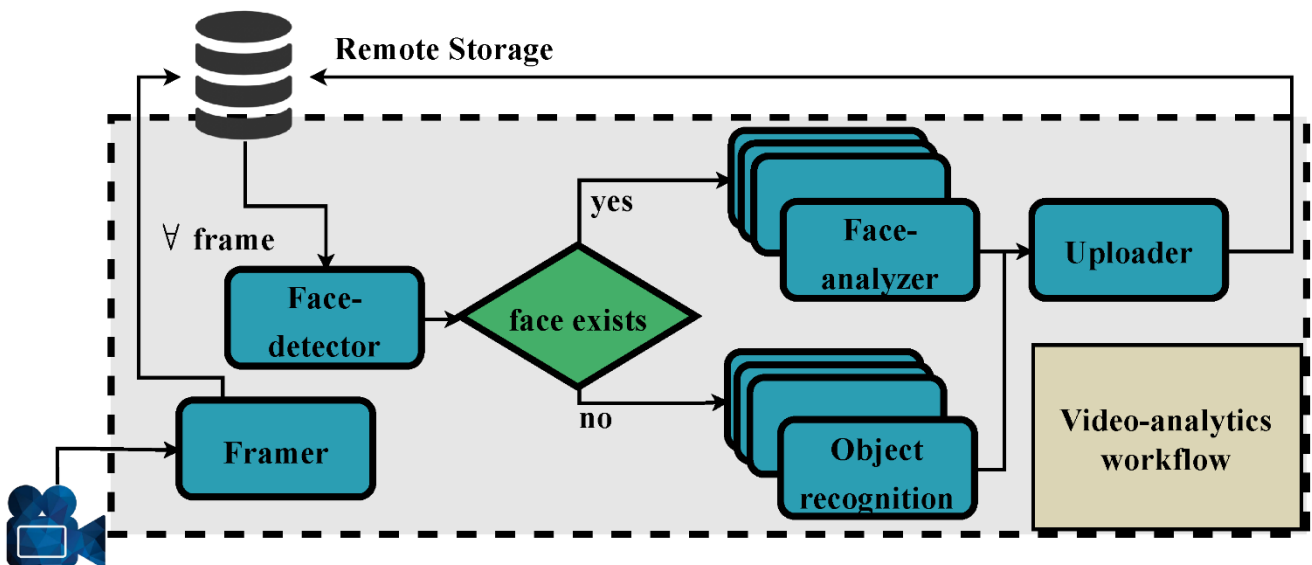 Remote Storage
∀ frame
Face-
detector
Framer
face exists
yes
no
Face-
analyzer
Object
recognition
Uploader
Video-analytics
workflow